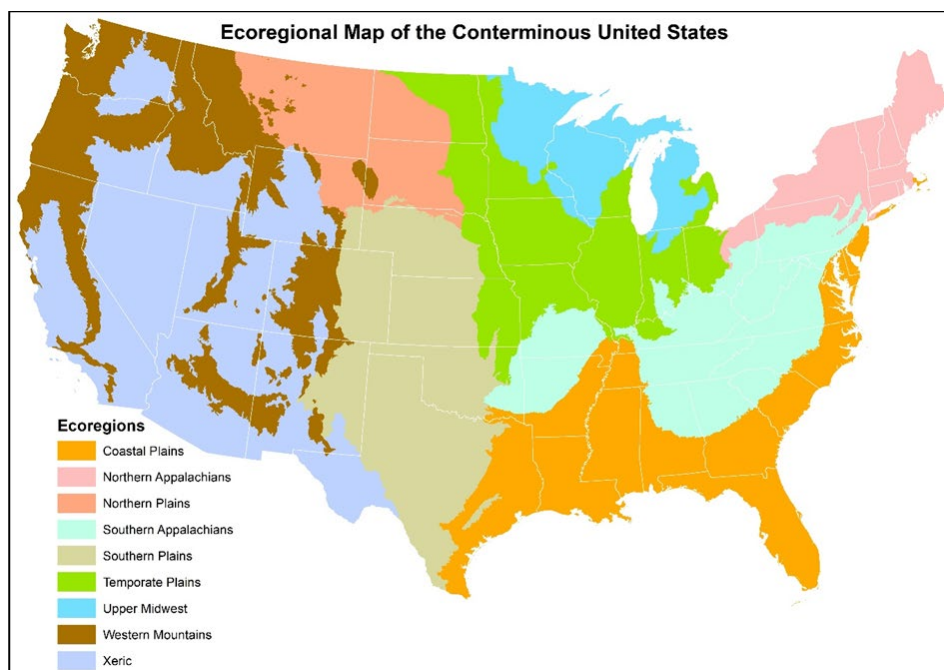 Ecoregional Map of the Conterminous United States
Ecoregions
Coastal Plains
Northern Appalachians
Northern Plains
Southern Appalachians
Southern Plains
Temporate Plains
Upper Midwest
Western Mountains
Xeric